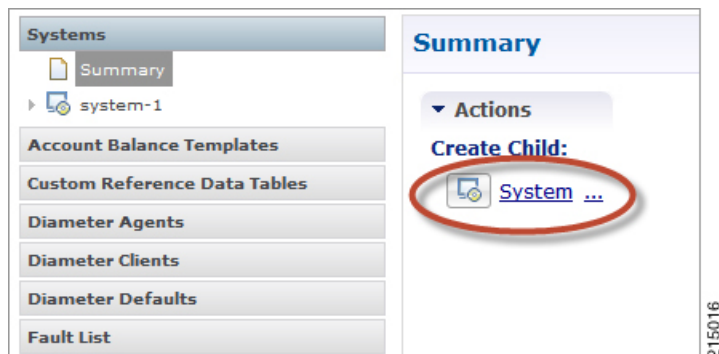 Systems
Summary
system-1
Account Balance Templates
Custom Reference Data Tables
Diameter Agents
Diameter Clients
Diameter Defaults
Fault List
Summary
Actions
Create Child:
System ...
215016